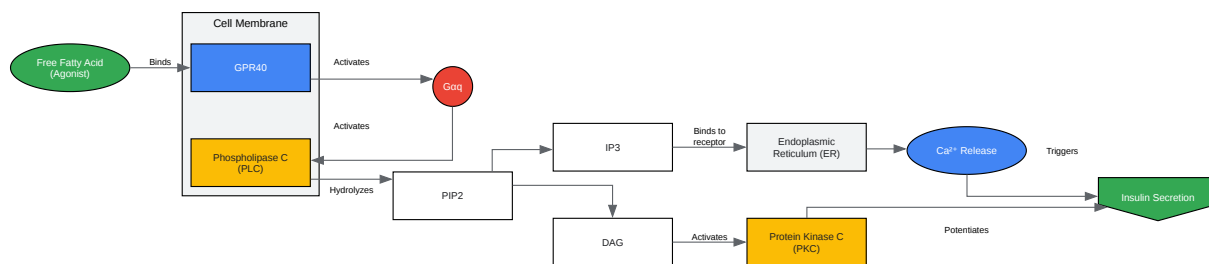 Cell Membrane
Free Fatty Acid
(Agonist)
Binds
GPR40
Activates
Gαq
Activates
Phospholipase C
(PLC)
Hydrolyzes
PIP2
IP3
Binds to
receptor
Endoplasmic
Reticulum (ER)
Ca²⁺ Release
Triggers
Insulin Secretion
DAG
Activates
Protein Kinase C
(PKC)
Potentiates